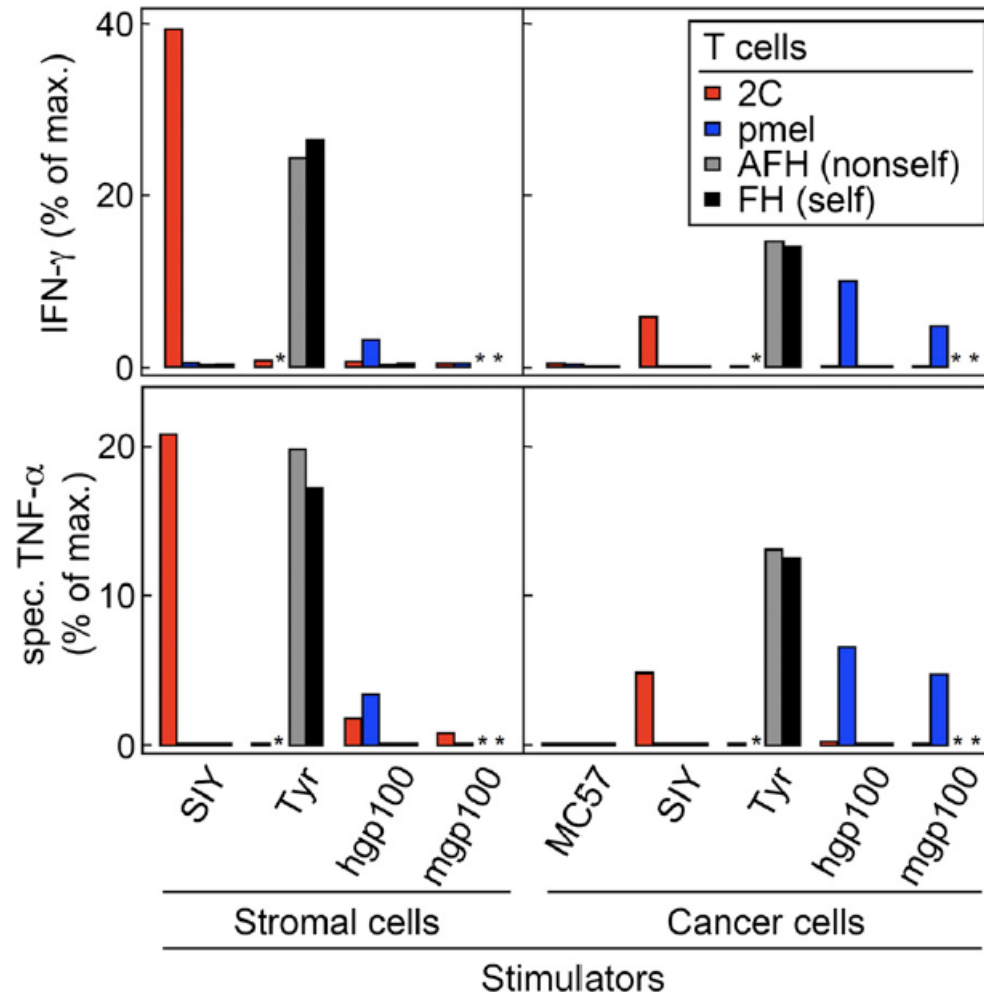 40
20
0
IFN-γ (% of max.)
T cells
2C
pmel
AFH (nonself)
FH (self)
* * * * * *
20
10
0
spec. TNF-α
(% of max.)
* * * * * *
SIY
Tyr
hgp100
mgp100
MC57
SIY
Tyr
hgp100
mgp100
Stromal cells
Cancer cells
Stimulators